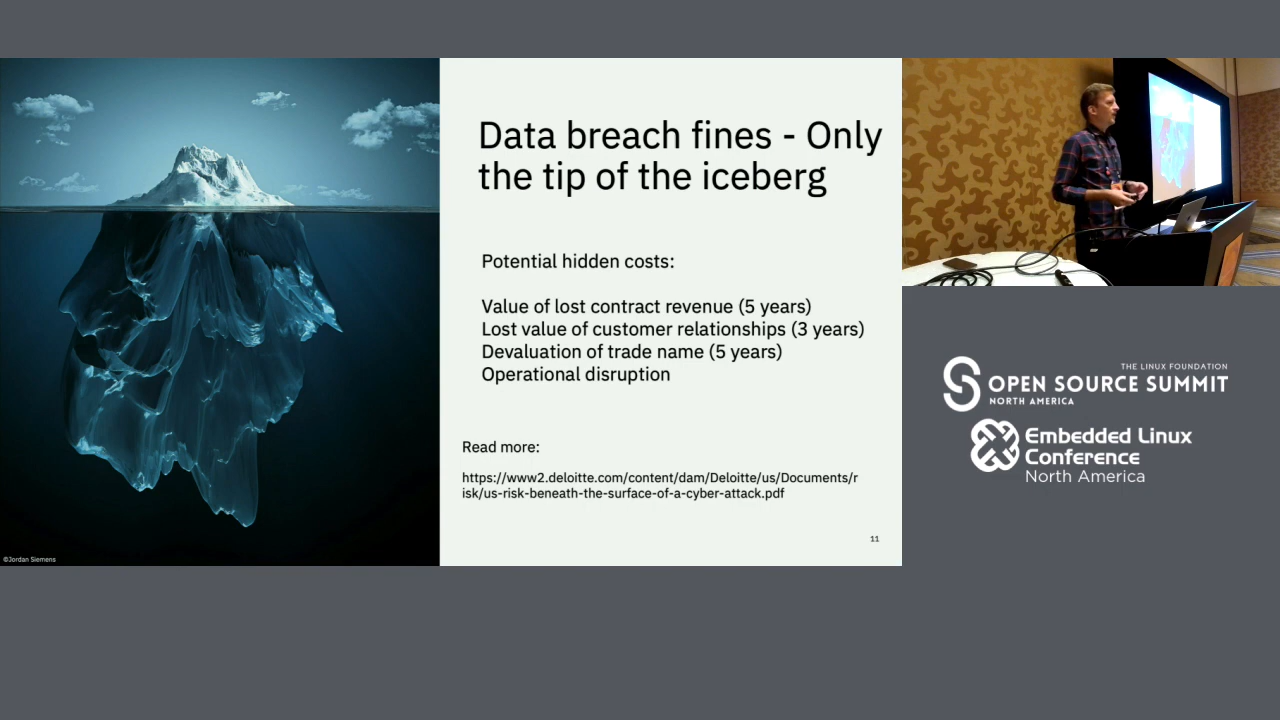 Data breach fines - Only
the tip of the iceberg
Potential hidden costs:
Value of lost contract revenue (5 years)
Lost value of customer relationships (3 years)
Devaluation of trade name (5 years)
Operational disruption
Read more:
https://www2.deloitte.com/content/dam/Deloitte/us/Documents/r
isk/us-risk-beneath-the-surface-of-a-cyber-attack.pdf
11
©Jordan Siemens
THE LINUX FOUNDATION
OPEN SOURCE SUMMIT
NORTH AMERICA
Embedded Linux
Conference
North America